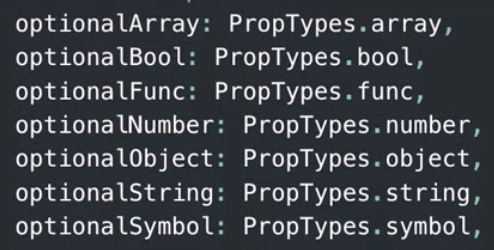 optionalArray: PropTypes.array,
optionalBool: PropTypes.bool,
optionalFunc: PropTypes.func,
optionalNumber: PropTypes.number,
optionalObject: PropTypes.object,
optionalString: PropTypes.string,
optionalSymbol: PropTypes.symbol,